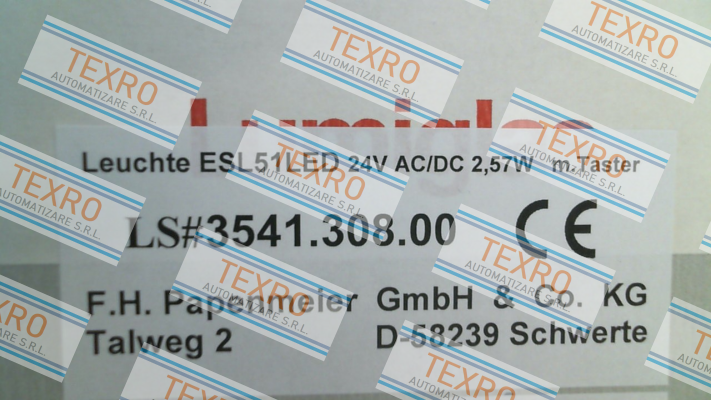 Lumiglas
Leuchte ESL51LED 24V AC/DC 2,57W m.Taster
LS#3541.308.00 CE
F.H. Papenmeier GmbH & Co. KG
Talweg 2 D-58239 Schwerte
TEXRO
AUTOMATIZARE S.R.L.